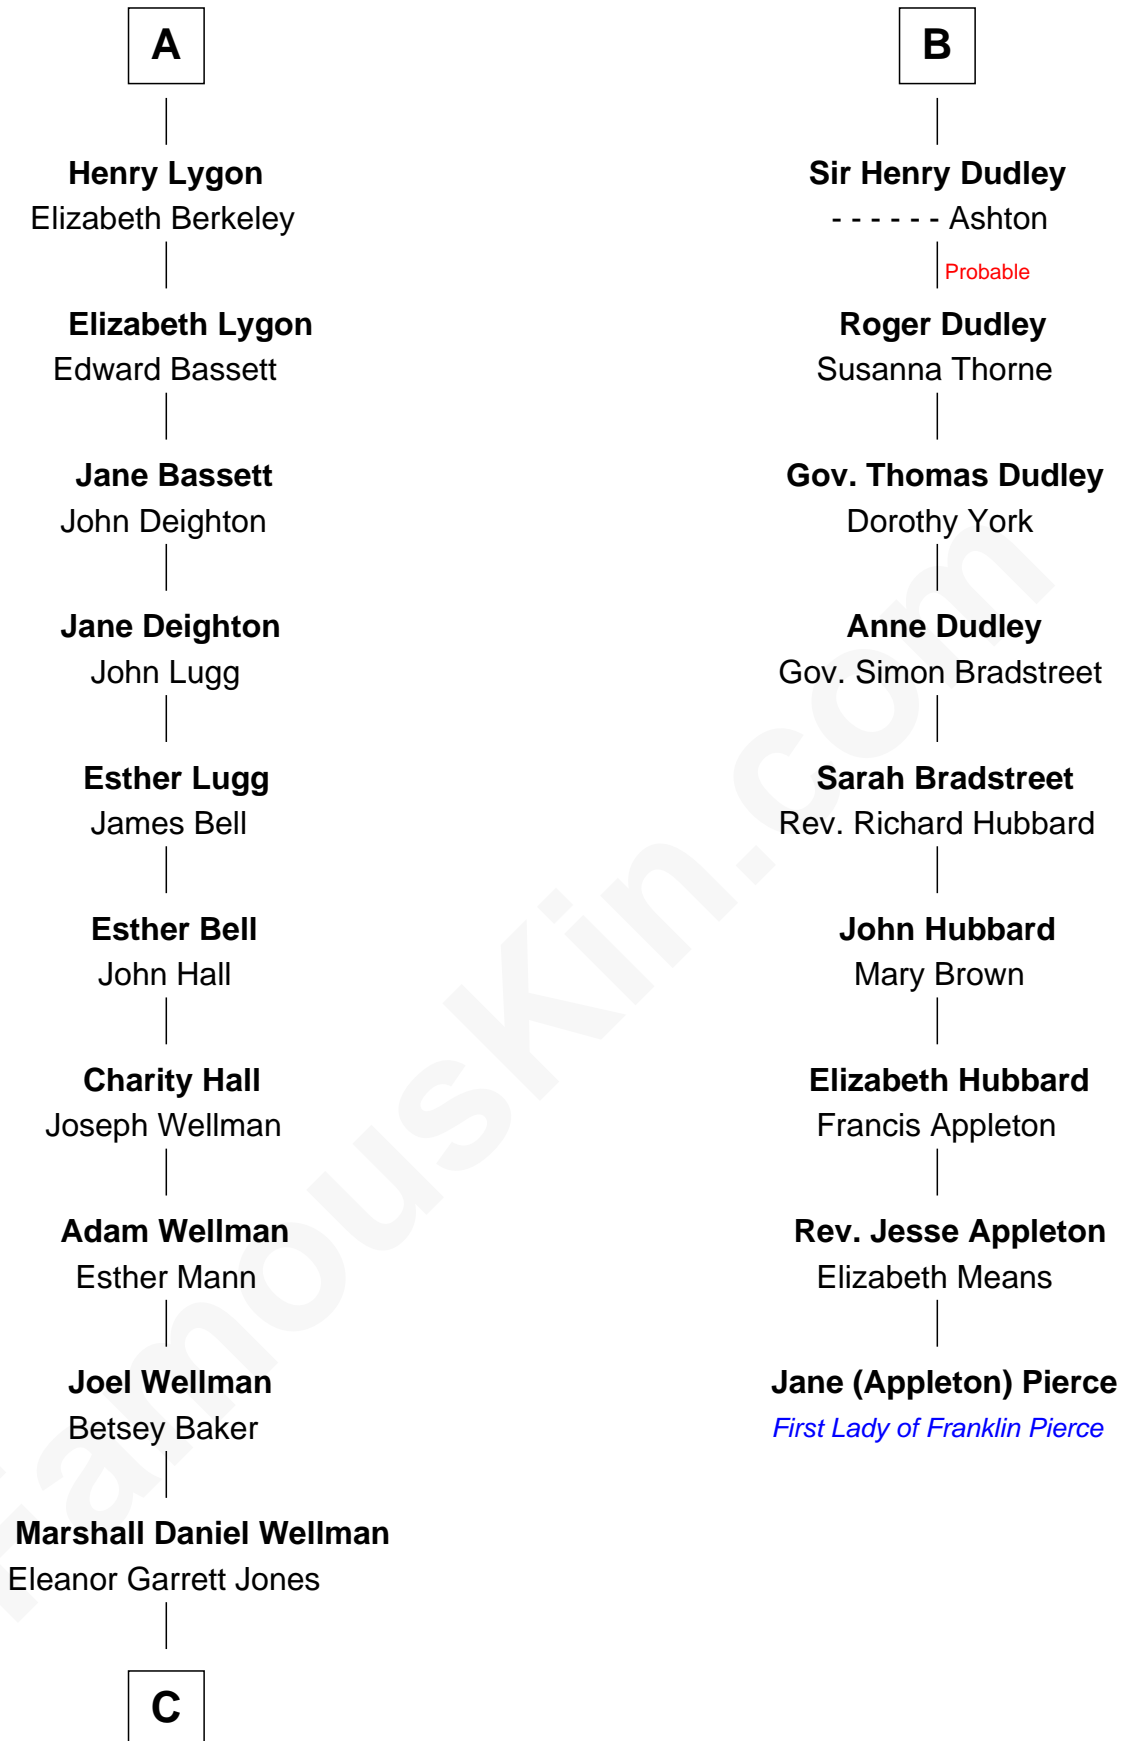 A
Henry Lygon
Elizabeth Berkeley
Elizabeth Lygon
Edward Bassett
Jane Bassett
John Deighton
Jane Deighton
John Lugg
Esther Lugg
James Bell
Esther Bell
John Hall
Charity Hall
Joseph Wellman
Adam Wellman
Esther Mann
Joel Wellman
Betsey Baker
Marshall Daniel Wellman
Eleanor Garrett Jones
C
B
Sir Henry Dudley
- - - - - - Ashton
Probable
Roger Dudley
Susanna Thorne
Gov. Thomas Dudley
Dorothy York
Anne Dudley
Gov. Simon Bradstreet
Sarah Bradstreet
Rev. Richard Hubbard
John Hubbard
Mary Brown
Elizabeth Hubbard
Francis Appleton
Rev. Jesse Appleton
Elizabeth Means
Jane (Appleton) Pierce
First Lady of Franklin Pierce
FamousKin.com